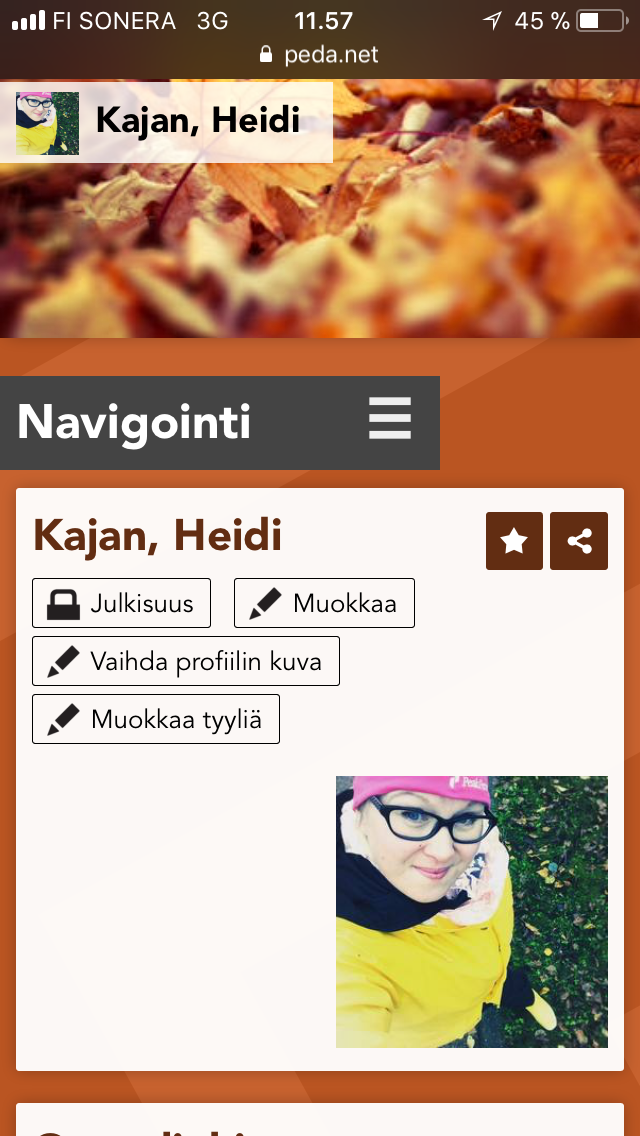 FI SONERA 3G 11.57 45 %
peda.net
Kajan, Heidi
Navigointi
Kajan, Heidi
Julkisuus Muokkaa
Vaihda profiilin kuva
Muokkaa tyyliä